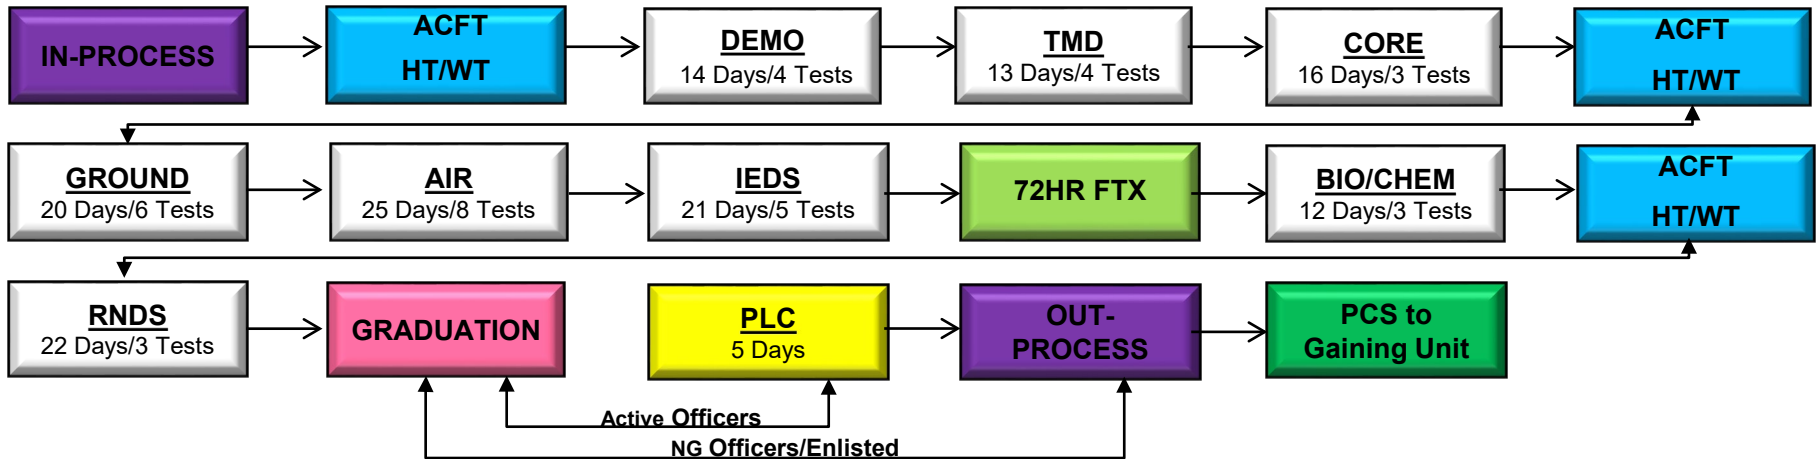 IN-PROCESS
ACFT
HT/WT
DEMO
14 Days/4 Tests
TMD
13 Days/4 Tests
CORE
16 Days/3 Tests
ACFT
HT/WT
GROUND
20 Days/6 Tests
AIR
25 Days/8 Tests
IEDS
21 Days/5 Tests
72HR FTX
BIO/CHEM
12 Days/3 Tests
ACFT
HT/WT
RNDS
22 Days/3 Tests
GRADUATION
PLC
5 Days
OUT-
PROCESS
PCS to
Gaining Unit
Active Officers
NG Officers/Enlisted